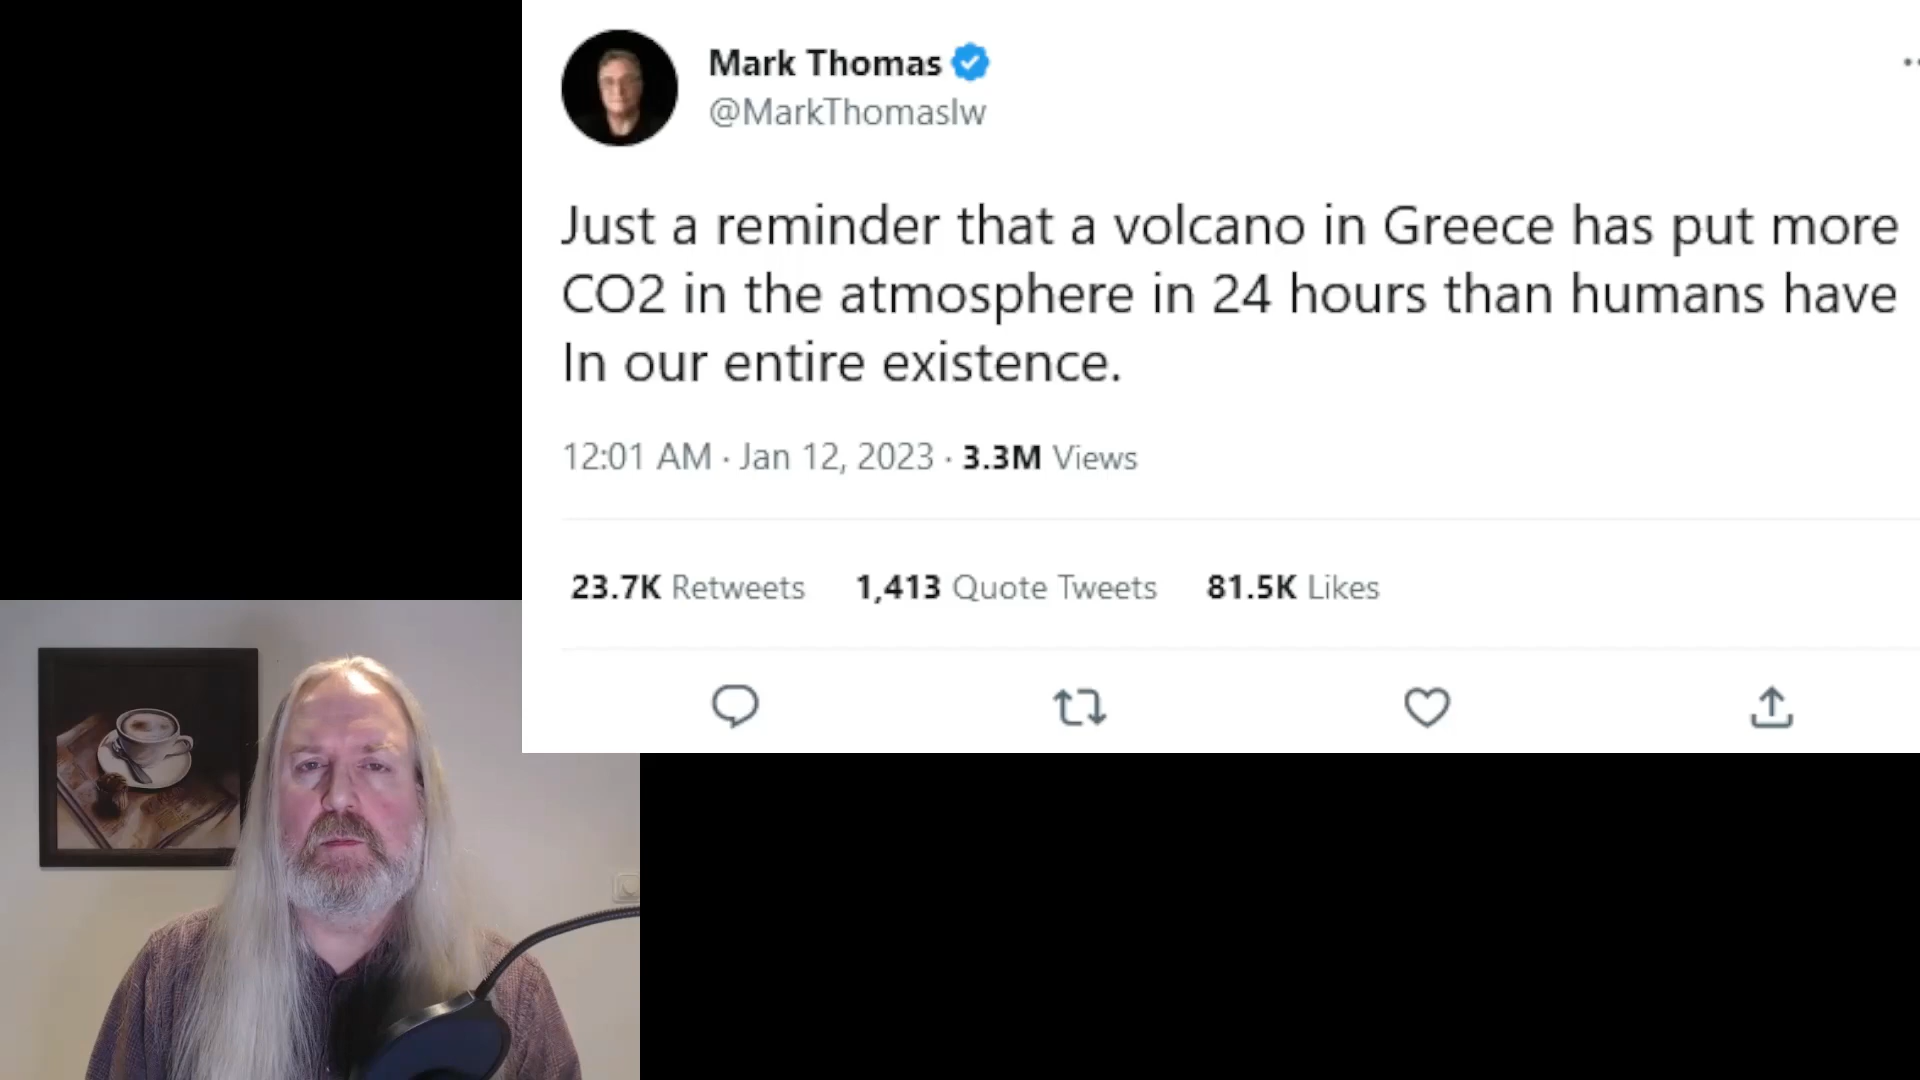 Mark Thomas
@MarkThomaslw
Just a reminder that a volcano in Greece has put more
CO2 in the atmosphere in 24 hours than humans have
In our entire existence.
12:01 AM · Jan 12, 2023 · 3.3M Views
23.7K Retweets 1,413 Quote Tweets 81.5K Likes